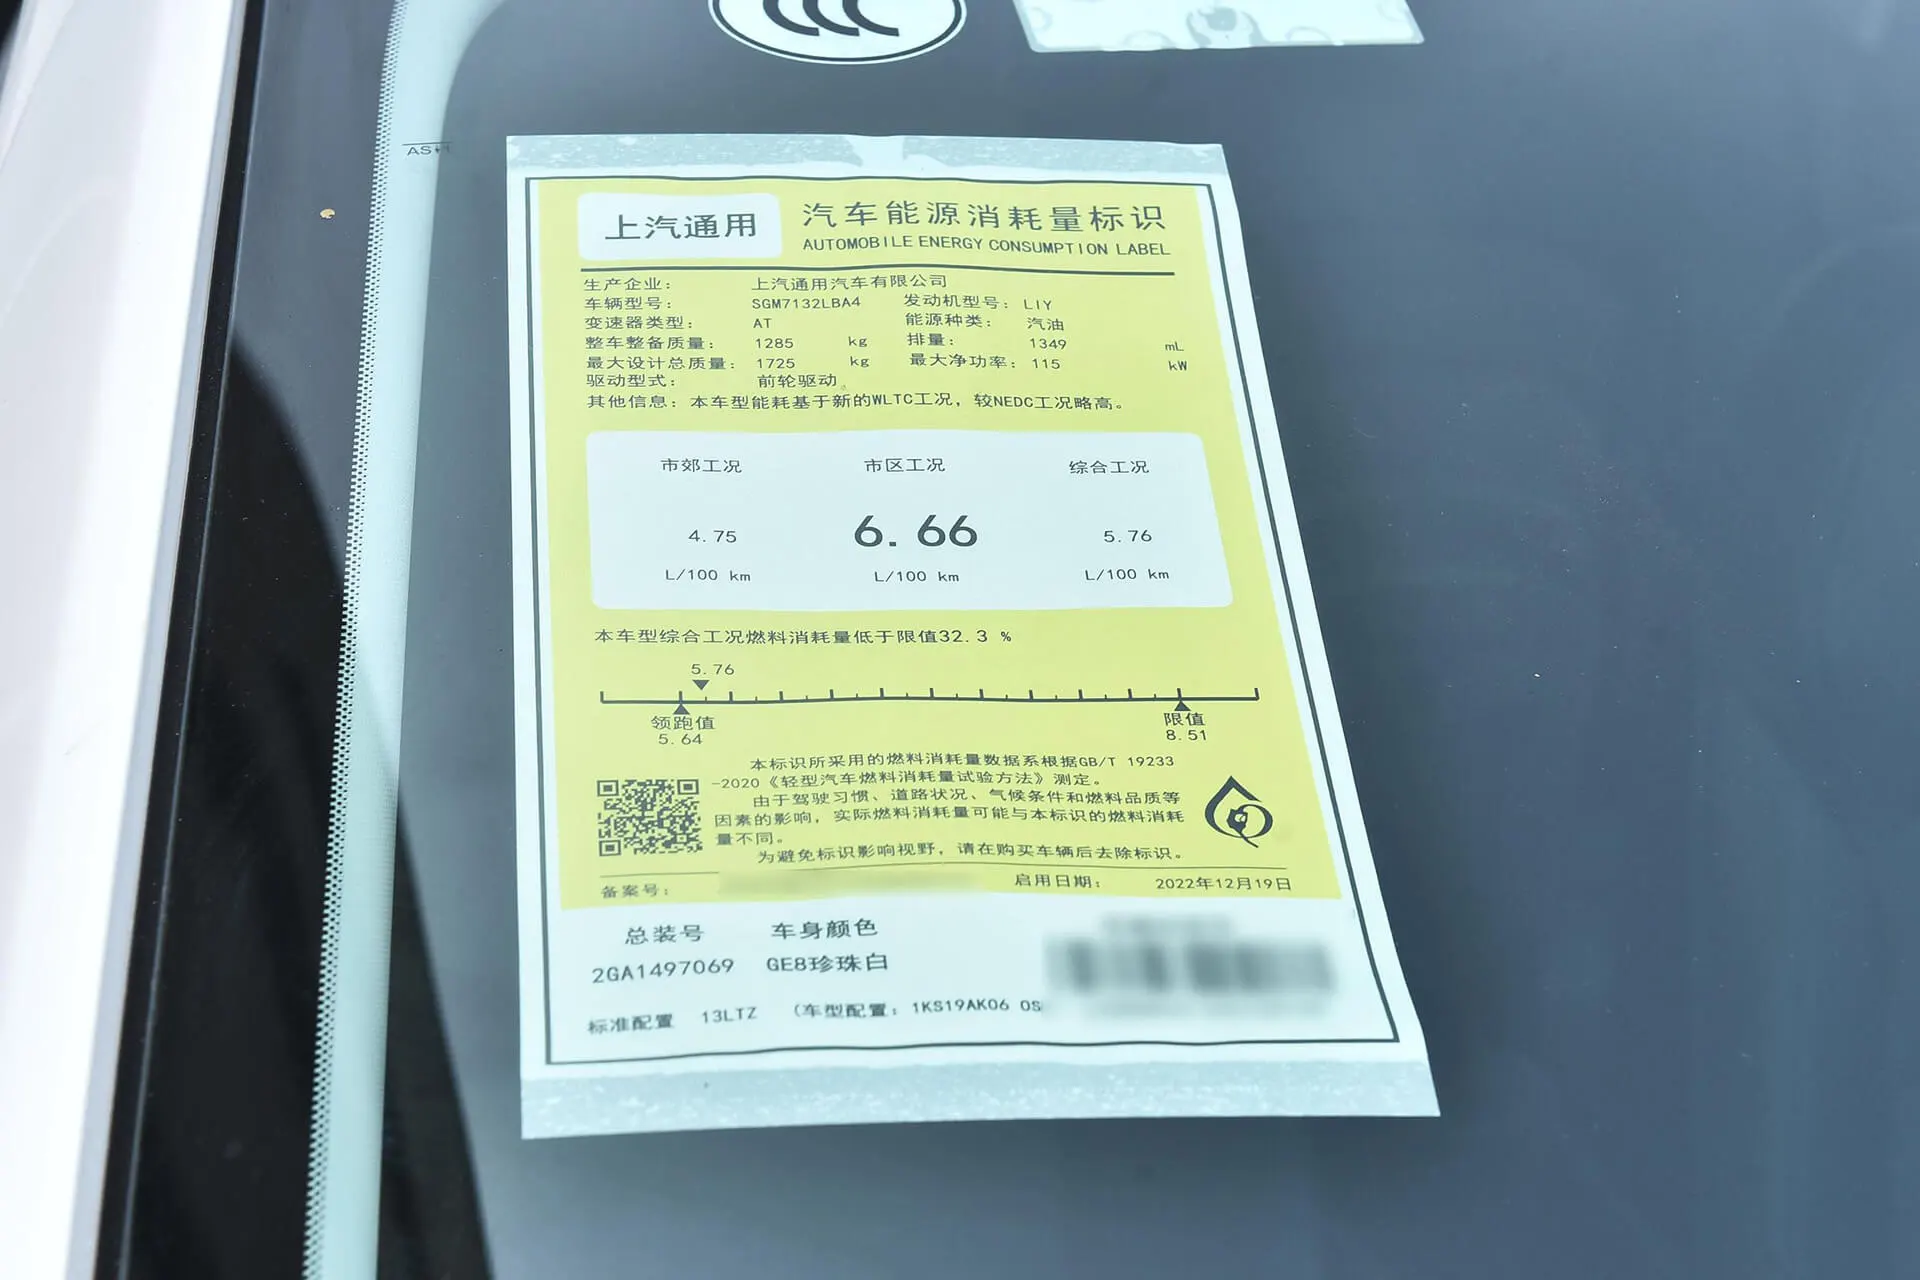 AS
上汽通用
汽车能源消耗量标识
AUTOMOBILE ENERGY CONSUMPTION LABEL
生产企业： 上汽通用汽车有限公司
车辆型号： SGM7132LBA4 发动机型号： LIY
变速器类型： AT 能源种类： 汽油
整车整备质量： 1285 kg 排量： 1349 mL
最大设计总质量： 1725 kg 最大净功率： 115 kW
驱动型式： 前轮驱动
其他信息： 本车型能耗基于新的WLTC工况，较NEDC工况略高。
市郊工况 市区工况 综合工况
4.75 6.66 5.76
L/100 km L/100 km L/100 km
本车型综合工况燃料消耗量低于限值32.3 %
5.76
领跑值 限值
5.64 8.51
本标识所采用的燃料消耗量数据系根据GB/T 19233
-2020《轻型汽车燃料消耗量试验方法》测定。
由于驾驶习惯、道路状况、气候条件和燃料品质等
因素的影响，实际燃料消耗量可能与本标识的燃料消耗
量不同。
为避免标识影响视野，请在购买车辆后去除标识。
备案号： 启用日期： 2022年12月19日
总装号 车身颜色
2GA1497069 GE8珍珠白
标准配置 13LTZ （车型配置：1KS19AK06 0S